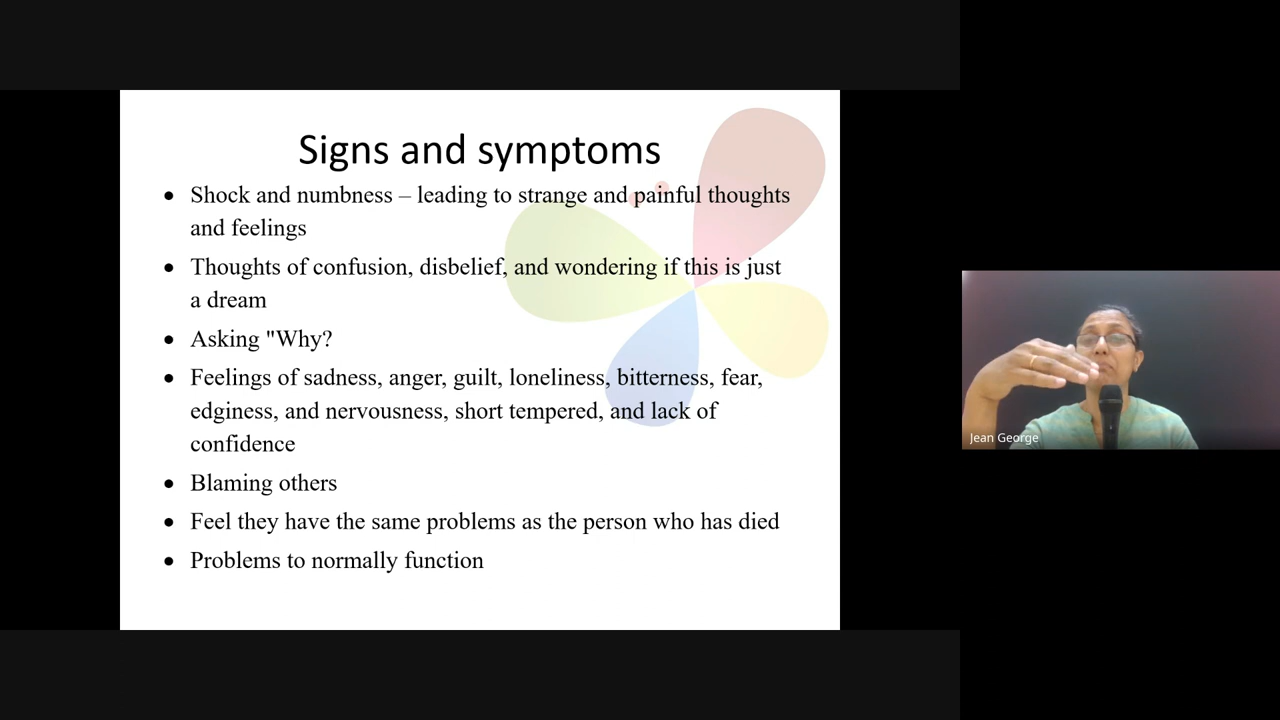 Signs and symptoms
• Shock and numbness – leading to strange and painful thoughts
and feelings
• Thoughts of confusion, disbelief, and wondering if this is just
a dream
• Asking "Why?
• Feelings of sadness, anger, guilt, loneliness, bitterness, fear,
edginess, and nervousness, short tempered, and lack of
confidence
• Blaming others
• Feel they have the same problems as the person who has died
• Problems to normally function
Jean George